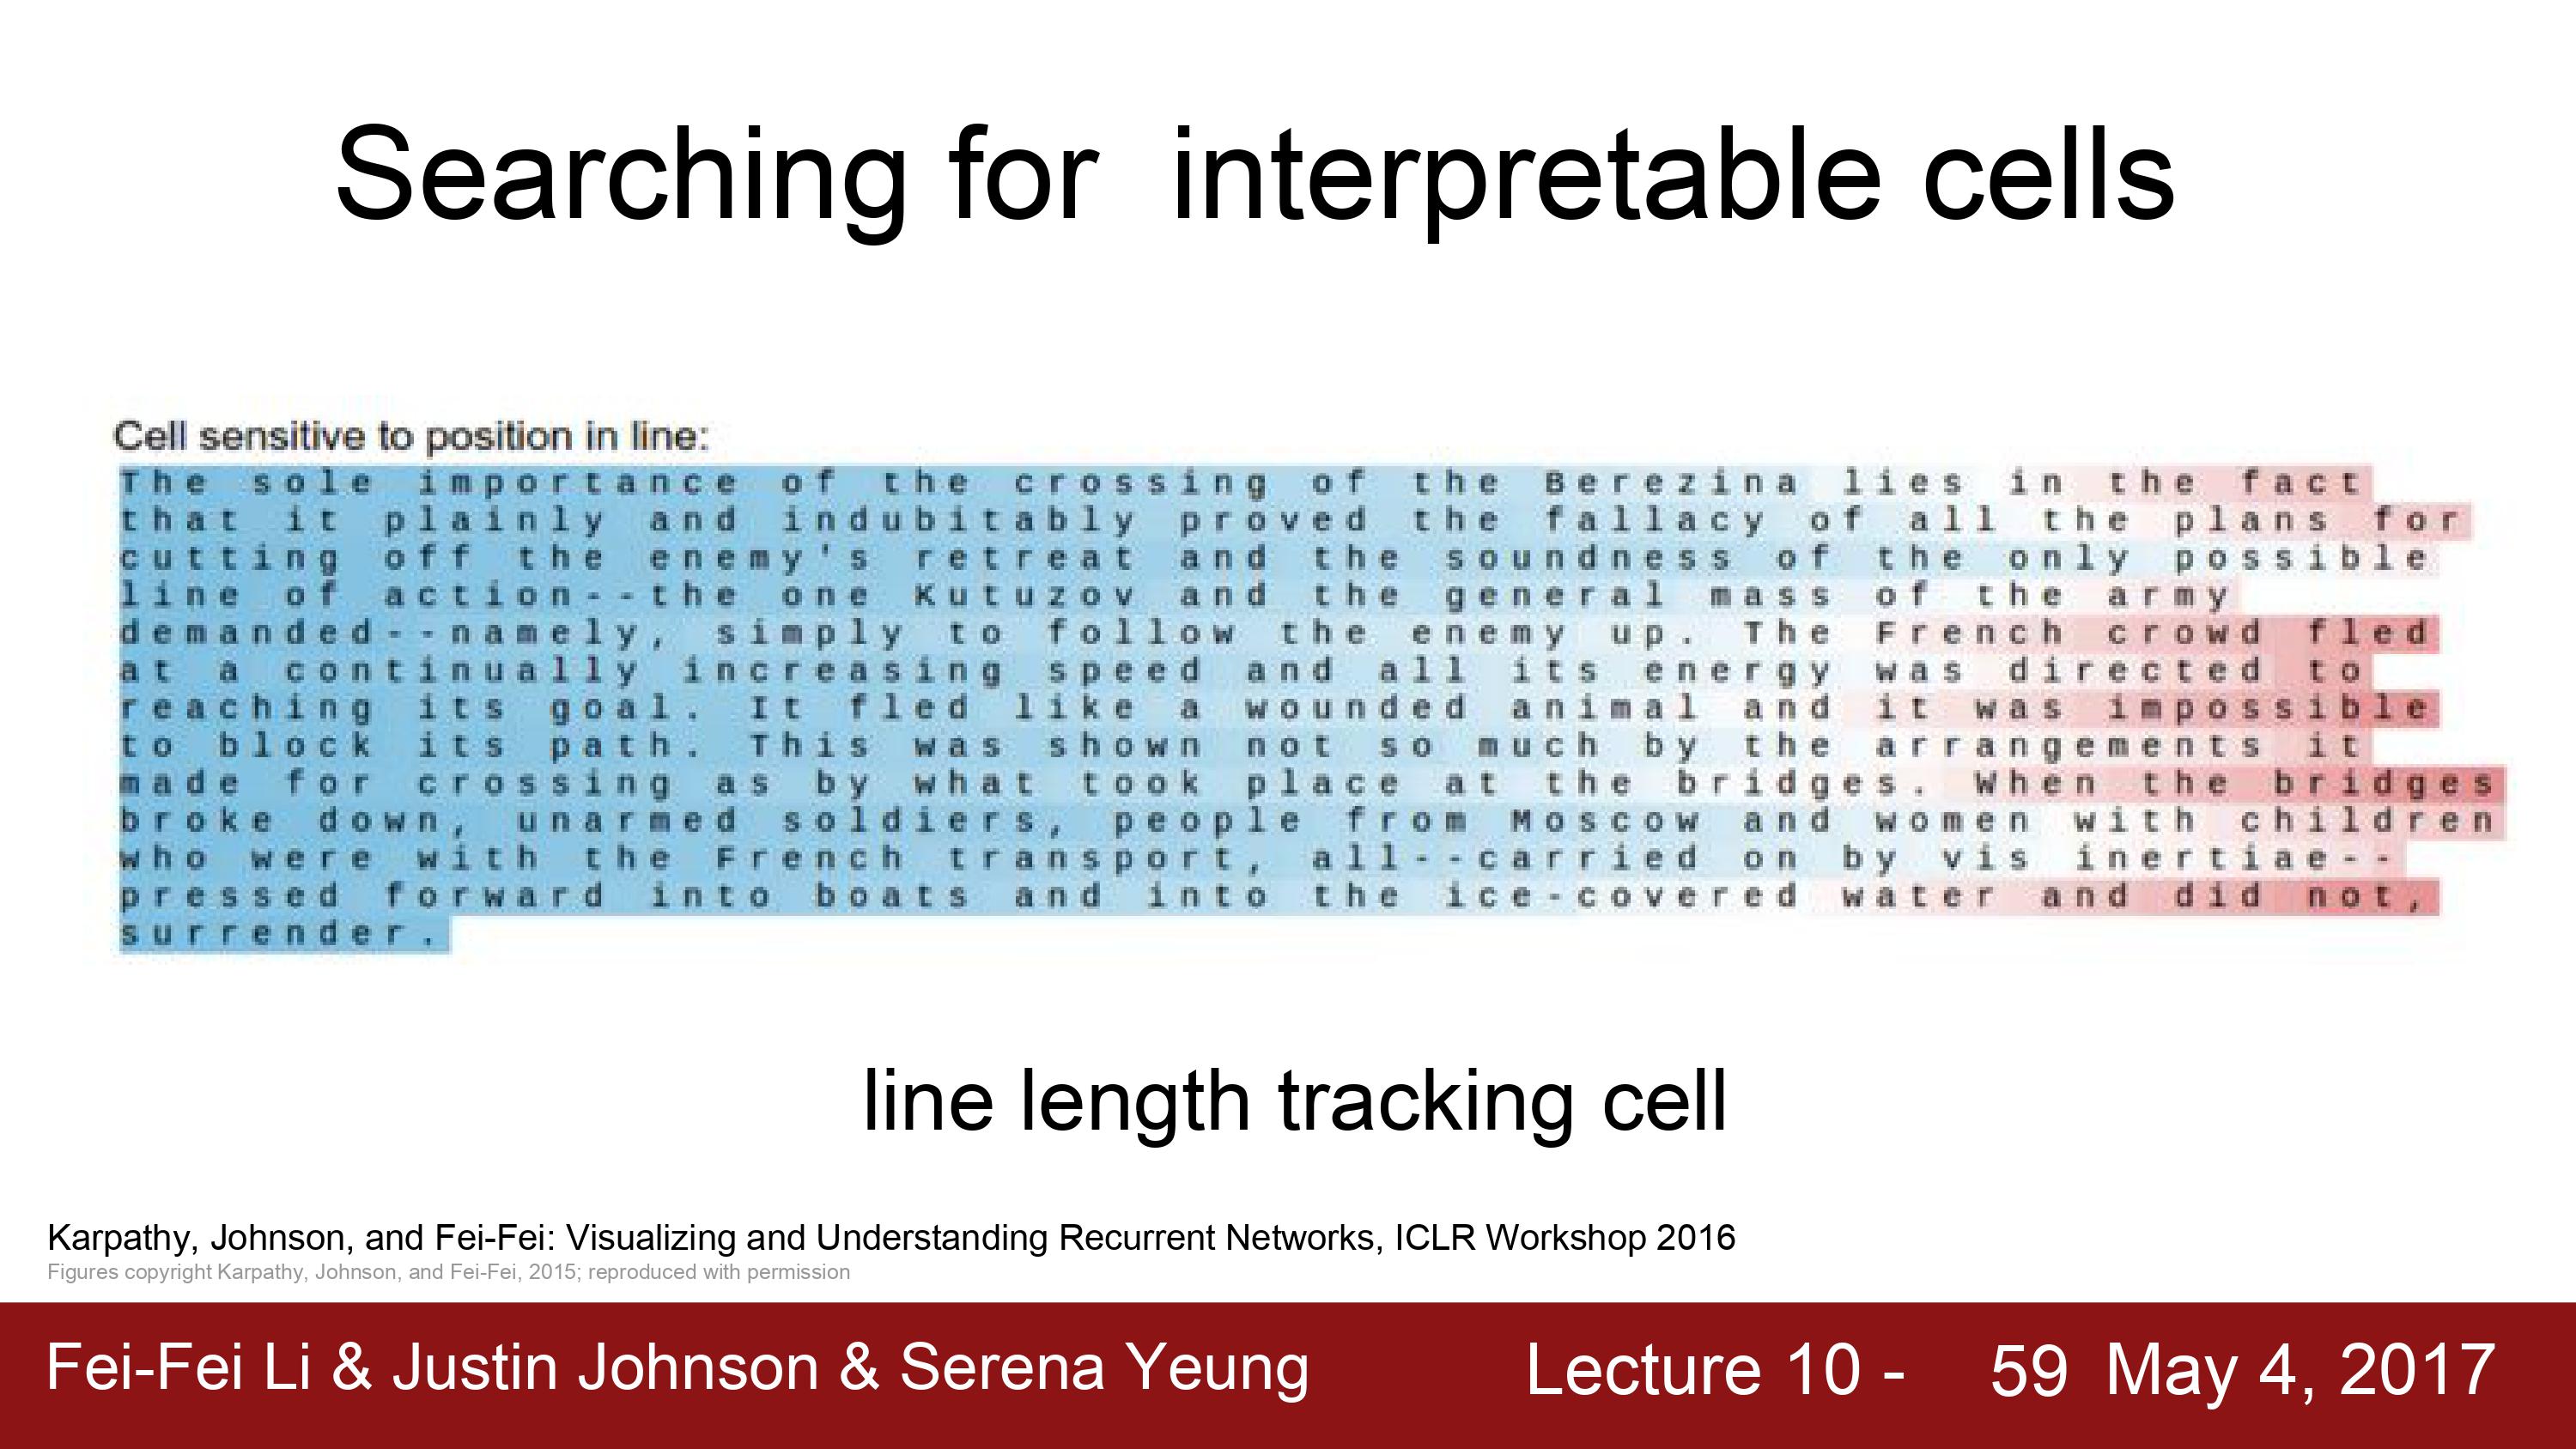 Searching for  interpretable cells
Cell sensitive to position in line:
The sole importance of the crossing of the Berezina lies in the fact
that it plainly and indubitably proved the fallacy of all the plans for
cutting off the enemy's retreat and the soundness of the only possible
line of action--the one Kutuzov and the general mass of the army
demanded--namely, simply to follow the enemy up. The French crowd fled
at a continually increasing speed and all its energy was directed to
reaching its goal. It fled like a wounded animal and it was impossible
to block its path. This was shown not so much by the arrangements it
made for crossing as by what took place at the bridges. When the bridges
broke down, unarmed soldiers, people from Moscow and women with children
who were with the French transport, all--carried on by vis inertiae--
pressed forward into boats and into the ice-covered water and did not,
surrender.
line length tracking cell
Karpathy, Johnson, and Fei-Fei: Visualizing and Understanding Recurrent Networks, ICLR Workshop 2016
Figures copyright Karpathy, Johnson, and Fei-Fei, 2015; reproduced with permission
Fei-Fei Li & Justin Johnson & Serena Yeung Lecture 10 - 59 May 4, 2017